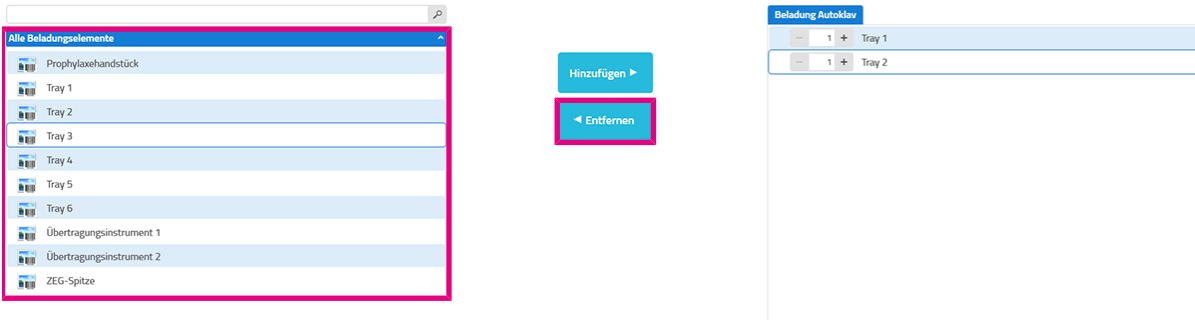 Alle Beladungselemente
Prophylaxehandstück
Tray 1
Tray 2
Tray 3
Tray 4
Tray 5
Tray 6
Übertragungsinstrument 1
Übertragungsinstrument 2
ZEG-Spitze
Hinzufügen ►
◄ Entfernen
Beladung Autoklav
− 1 + Tray 1
− 1 + Tray 2